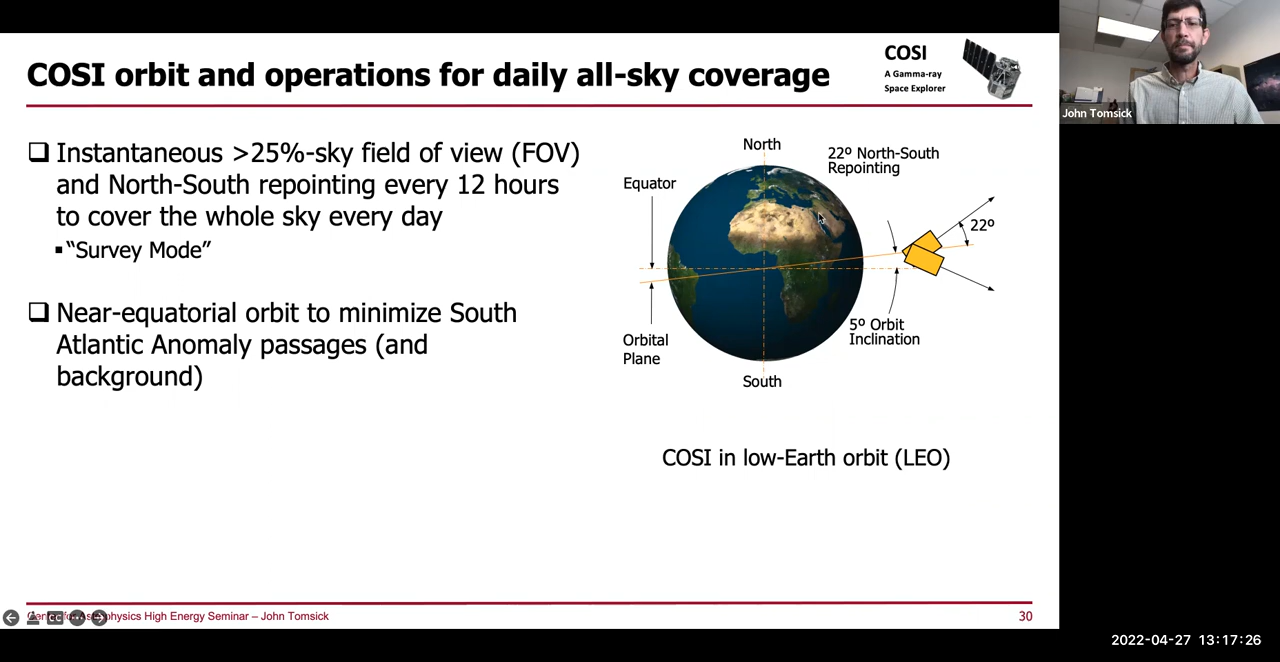 COSI orbit and operations for daily all-sky coverage
COSI
A Gamma-ray
Space Explorer
John Tomsick
❑ Instantaneous >25%-sky field of view (FOV)
and North-South repointing every 12 hours
to cover the whole sky every day
▪ “Survey Mode”
❑ Near-equatorial orbit to minimize South
Atlantic Anomaly passages (and
background)
North
22º North-South
Repointing
Equator
22º
5º Orbit
Inclination
Orbital
Plane
South
COSI in low-Earth orbit (LEO)
Center for Astrophysics High Energy Seminar – John Tomsick
30
2022-04-27 13:17:26